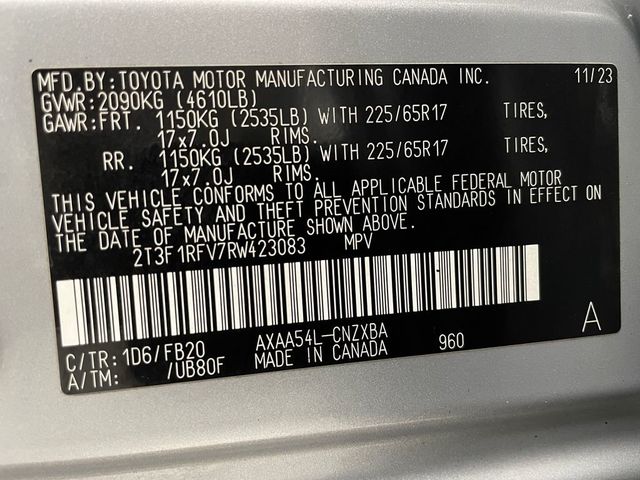 MFD.BY:TOYOTA MOTOR MANUFACTURING CANADA INC. 11/23
GVWR:2090KG (4610LB)
GAWR:FRT. 1150KG (2535LB) WITH 225/65R17 TIRES,
17x7.0J RIMS.
RR. 1150KG (2535LB) WITH 225/65R17 TIRES,
17x7.0J RIMS.
THIS VEHICLE CONFORMS TO ALL APPLICABLE FEDERAL MOTOR
VEHICLE SAFETY AND THEFT PREVENTION STANDARDS IN EFFECT ON
THE DATE OF MANUFACTURE SHOWN ABOVE.
2T3F1RFV7RW423083 MPV
C/TR:1D6/FB20 AXAA54L-CNZXBA 960 A
A/TM: /UB80F MADE IN CANADA